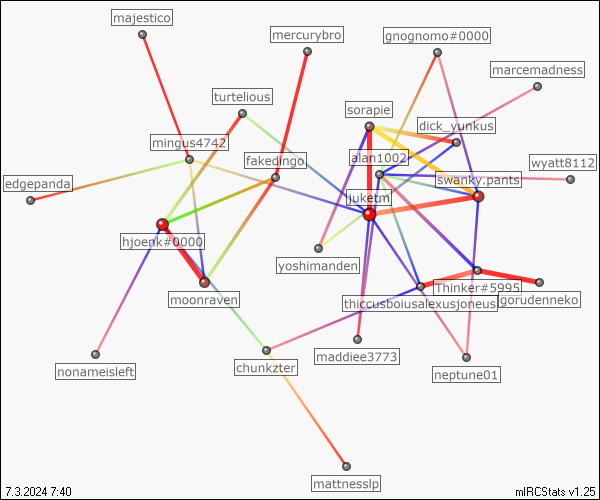 majestico
mercurybro
gnognomo#0000
marcemadness
turtelious
sorapie
dick_yunkus
mingus4742
fakedingo
alan1002
wyatt8112
edgepanda
swanky.pants
juketm
hjoenk#0000
yoshimanden
moonraven
Thinker#5995
thiccusboiusalexusjoneus
gorudenneko
maddiee3773
nonameisleft
chunkzter
neptune01
mattnesslp
7.3.2024 7:40
mIRCStats v1.25